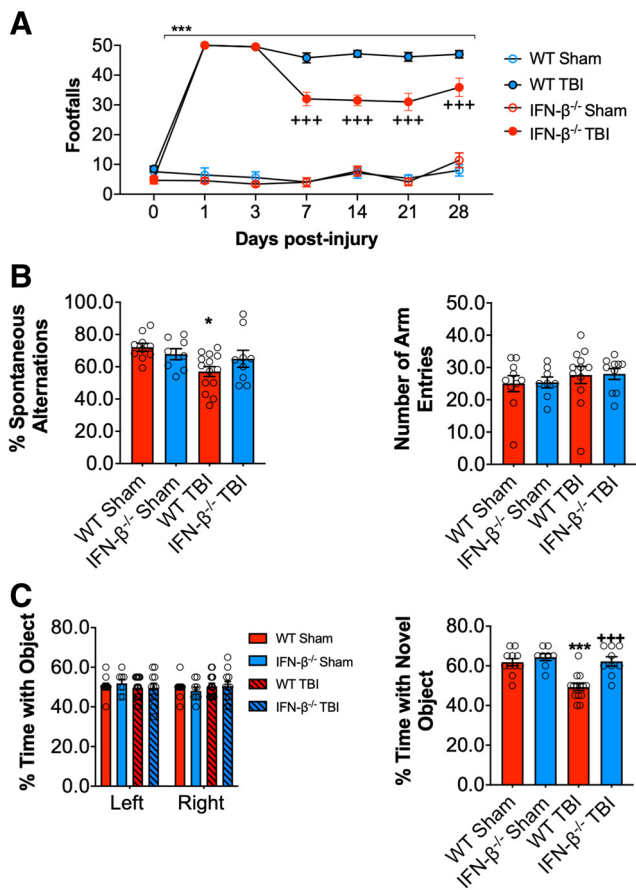 A
***
Footfalls
50
40
30
20
10
0
+++ +++ +++ +++
0 1 3 7 14 21 28
Days post-injury
WT Sham
WT TBI
IFN-β-/- Sham
IFN-β-/- TBI
B
% Spontaneous
Alternations
100.0
80.0
60.0
40.0
20.0
0.0
*
WT Sham
IFN-β-/- Sham
WT TBI
IFN-β-/- TBI
Number of Arm
Entries
50.0
40.0
30.0
20.0
10.0
0.0
WT Sham
IFN-β-/- Sham
WT TBI
IFN-β-/- TBI
C
% Time with Object
80.0
60.0
40.0
20.0
0.0
Left Right
WT Sham
IFN-β-/- Sham
WT TBI
IFN-β-/- TBI
% Time with Novel
Object
80.0
60.0
40.0
20.0
0.0
*** +++
WT Sham
IFN-β-/- Sham
WT TBI
IFN-β-/- TBI